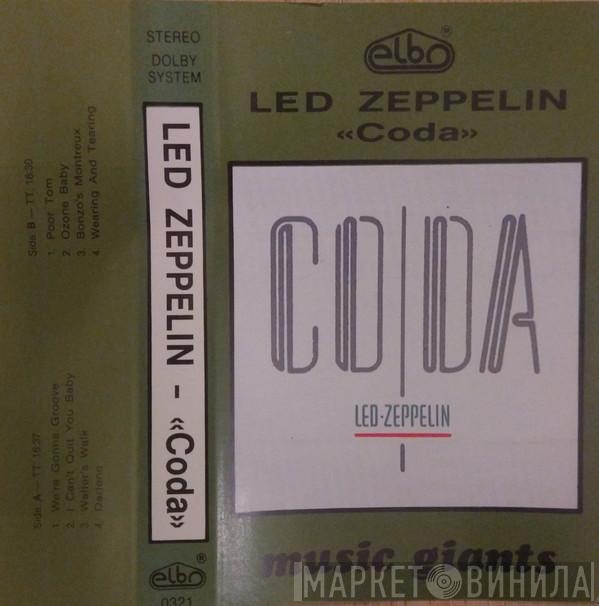 Side B — TT. 16:30
1. Poor Tom
2. Ozone Baby
3. Bonzo's Montreux
4. Wearing And Tearing
Side A — TT. 16:37
1. We're Gonna Groove
2. I Can't Quit You Baby
3. Walter's Walk
4. Darlene
STEREO
DOLBY
SYSTEM
LED ZEPPELIN – «Coda»
elbo®
0321
elbo®
LED ZEPPELIN
«Coda»
CODA
LED-ZEPPELIN
music giants
МАРКЕТ ВИНИЛА